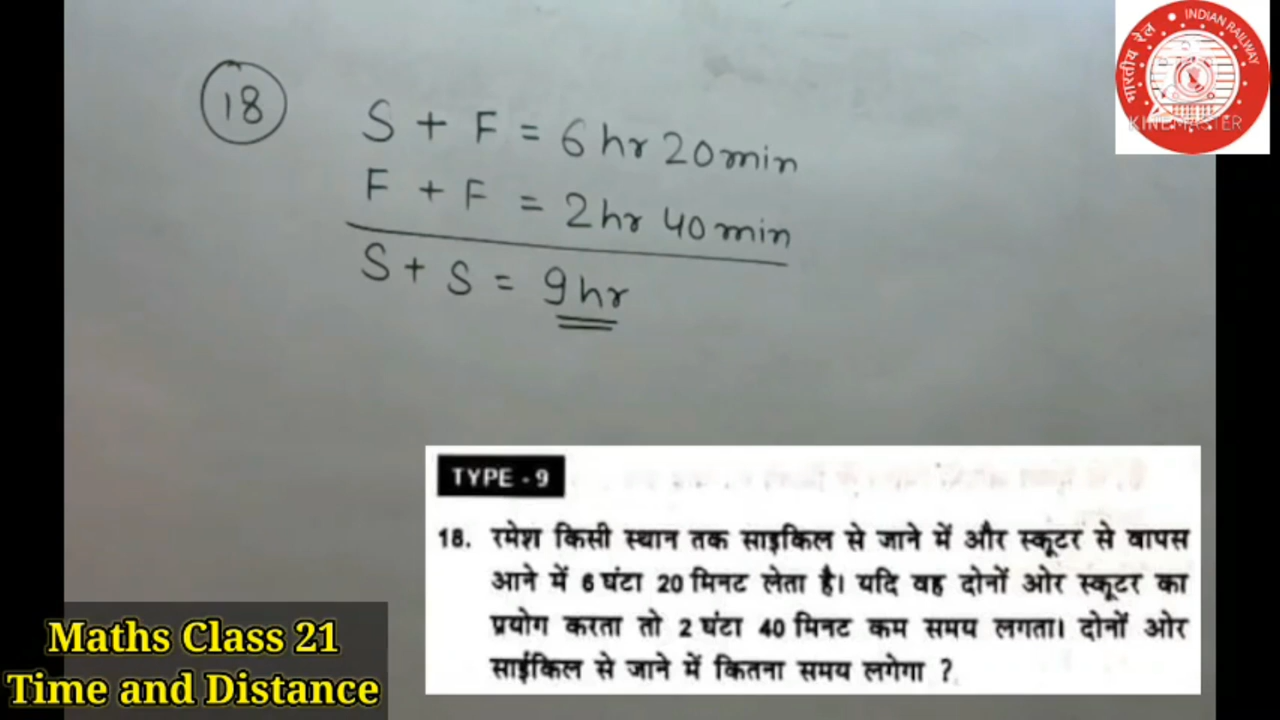 भारतीय रेल INDIAN RAILWAY
KINEMASTER
18
S + F = 6 hr 20 min
F + F = 2 hr 40 min
S + S = 9 hr
TYPE - 9
18. रमेश किसी स्थान तक साइकिल से जाने में और स्कूटर से वापस
आने में 6 घंटा 20 मिनट लेता है। यदि वह दोनों ओर स्कूटर का
प्रयोग करता तो 2 घंटा 40 मिनट कम समय लगता। दोनों ओर
साईकिल से जाने में कितना समय लगेगा ?
Maths Class 21
Time and Distance